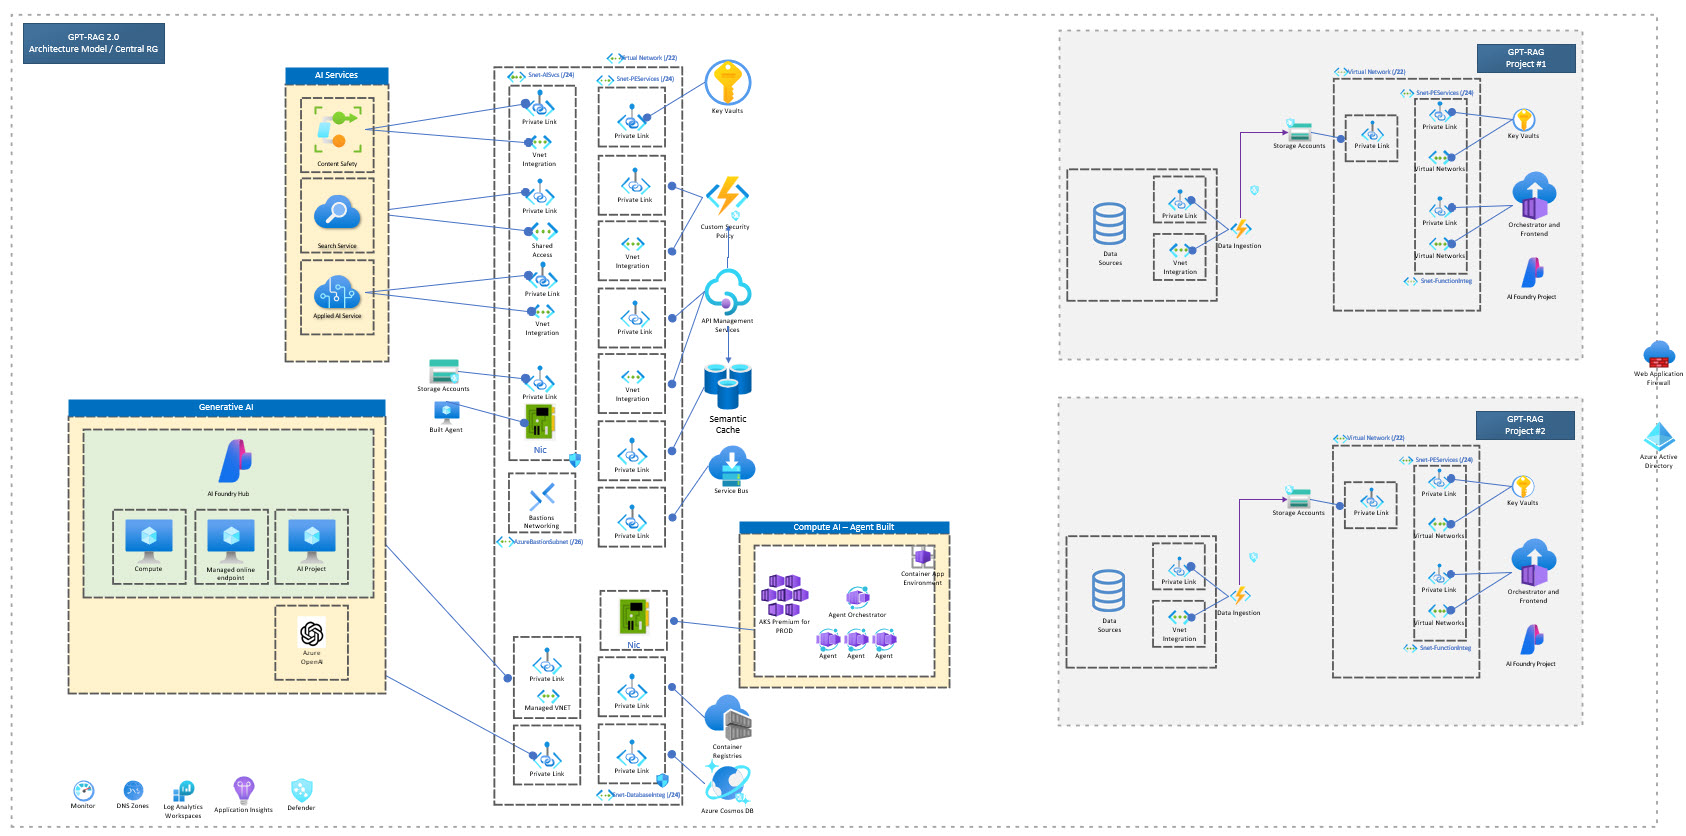 GPT-RAG 2.0
Architecture Model / Central RG
AI Services
Content Safety
Search Service
Applied AI Service
Storage Accounts
Built Agent
Generative AI
AI Foundry Hub
Compute
Managed online
endpoint
AI Project
Azure
OpenAI
Monitor
DNS Zones
Log Analytics
Workspaces
Application Insights
Defender
Virtual Network (/22)
Snet-AISvcs (/24)
Snet-PEServices (/24)
Private Link
Vnet
Integration
Private Link
Shared
Access
Private Link
Vnet
Integration
Private Link
Nic
Bastions
Networking
AzureBastionSubnet (/26)
Private Link
Managed VNET
Private Link
Private Link
Private Link
Vnet
Integration
Private Link
Vnet
Integration
Private Link
Private Link
Nic
Private Link
Private Link
Snet-DatabaseInteg (/24)
Key Vaults
Custom Security
Policy
API Management
Services
Semantic
Cache
Service Bus
Compute AI – Agent Built
Container App
Environment
AKS Premium for
PROD
Agent Orchestrator
Agent
Agent
Agent
Container
Registries
Azure Cosmos DB
GPT-RAG
Project #1
Virtual Network (/22)
Snet-PEServices (/24)
Private Link
Storage Accounts
Private Link
Key Vaults
Virtual Networks
Private Link
Virtual Networks
Orchestrator and
Frontend
Snet-FunctionInteg
AI Foundry Project
Data
Sources
Private Link
Vnet
Integration
Data Ingestion
GPT-RAG
Project #2
Virtual Network (/22)
Snet-PEServices (/24)
Private Link
Storage Accounts
Private Link
Key Vaults
Virtual Networks
Private Link
Virtual Networks
Orchestrator and
Frontend
Snet-FunctionInteg
AI Foundry Project
Data
Sources
Private Link
Vnet
Integration
Data Ingestion
Web Application
Firewall
Azure Active
Directory